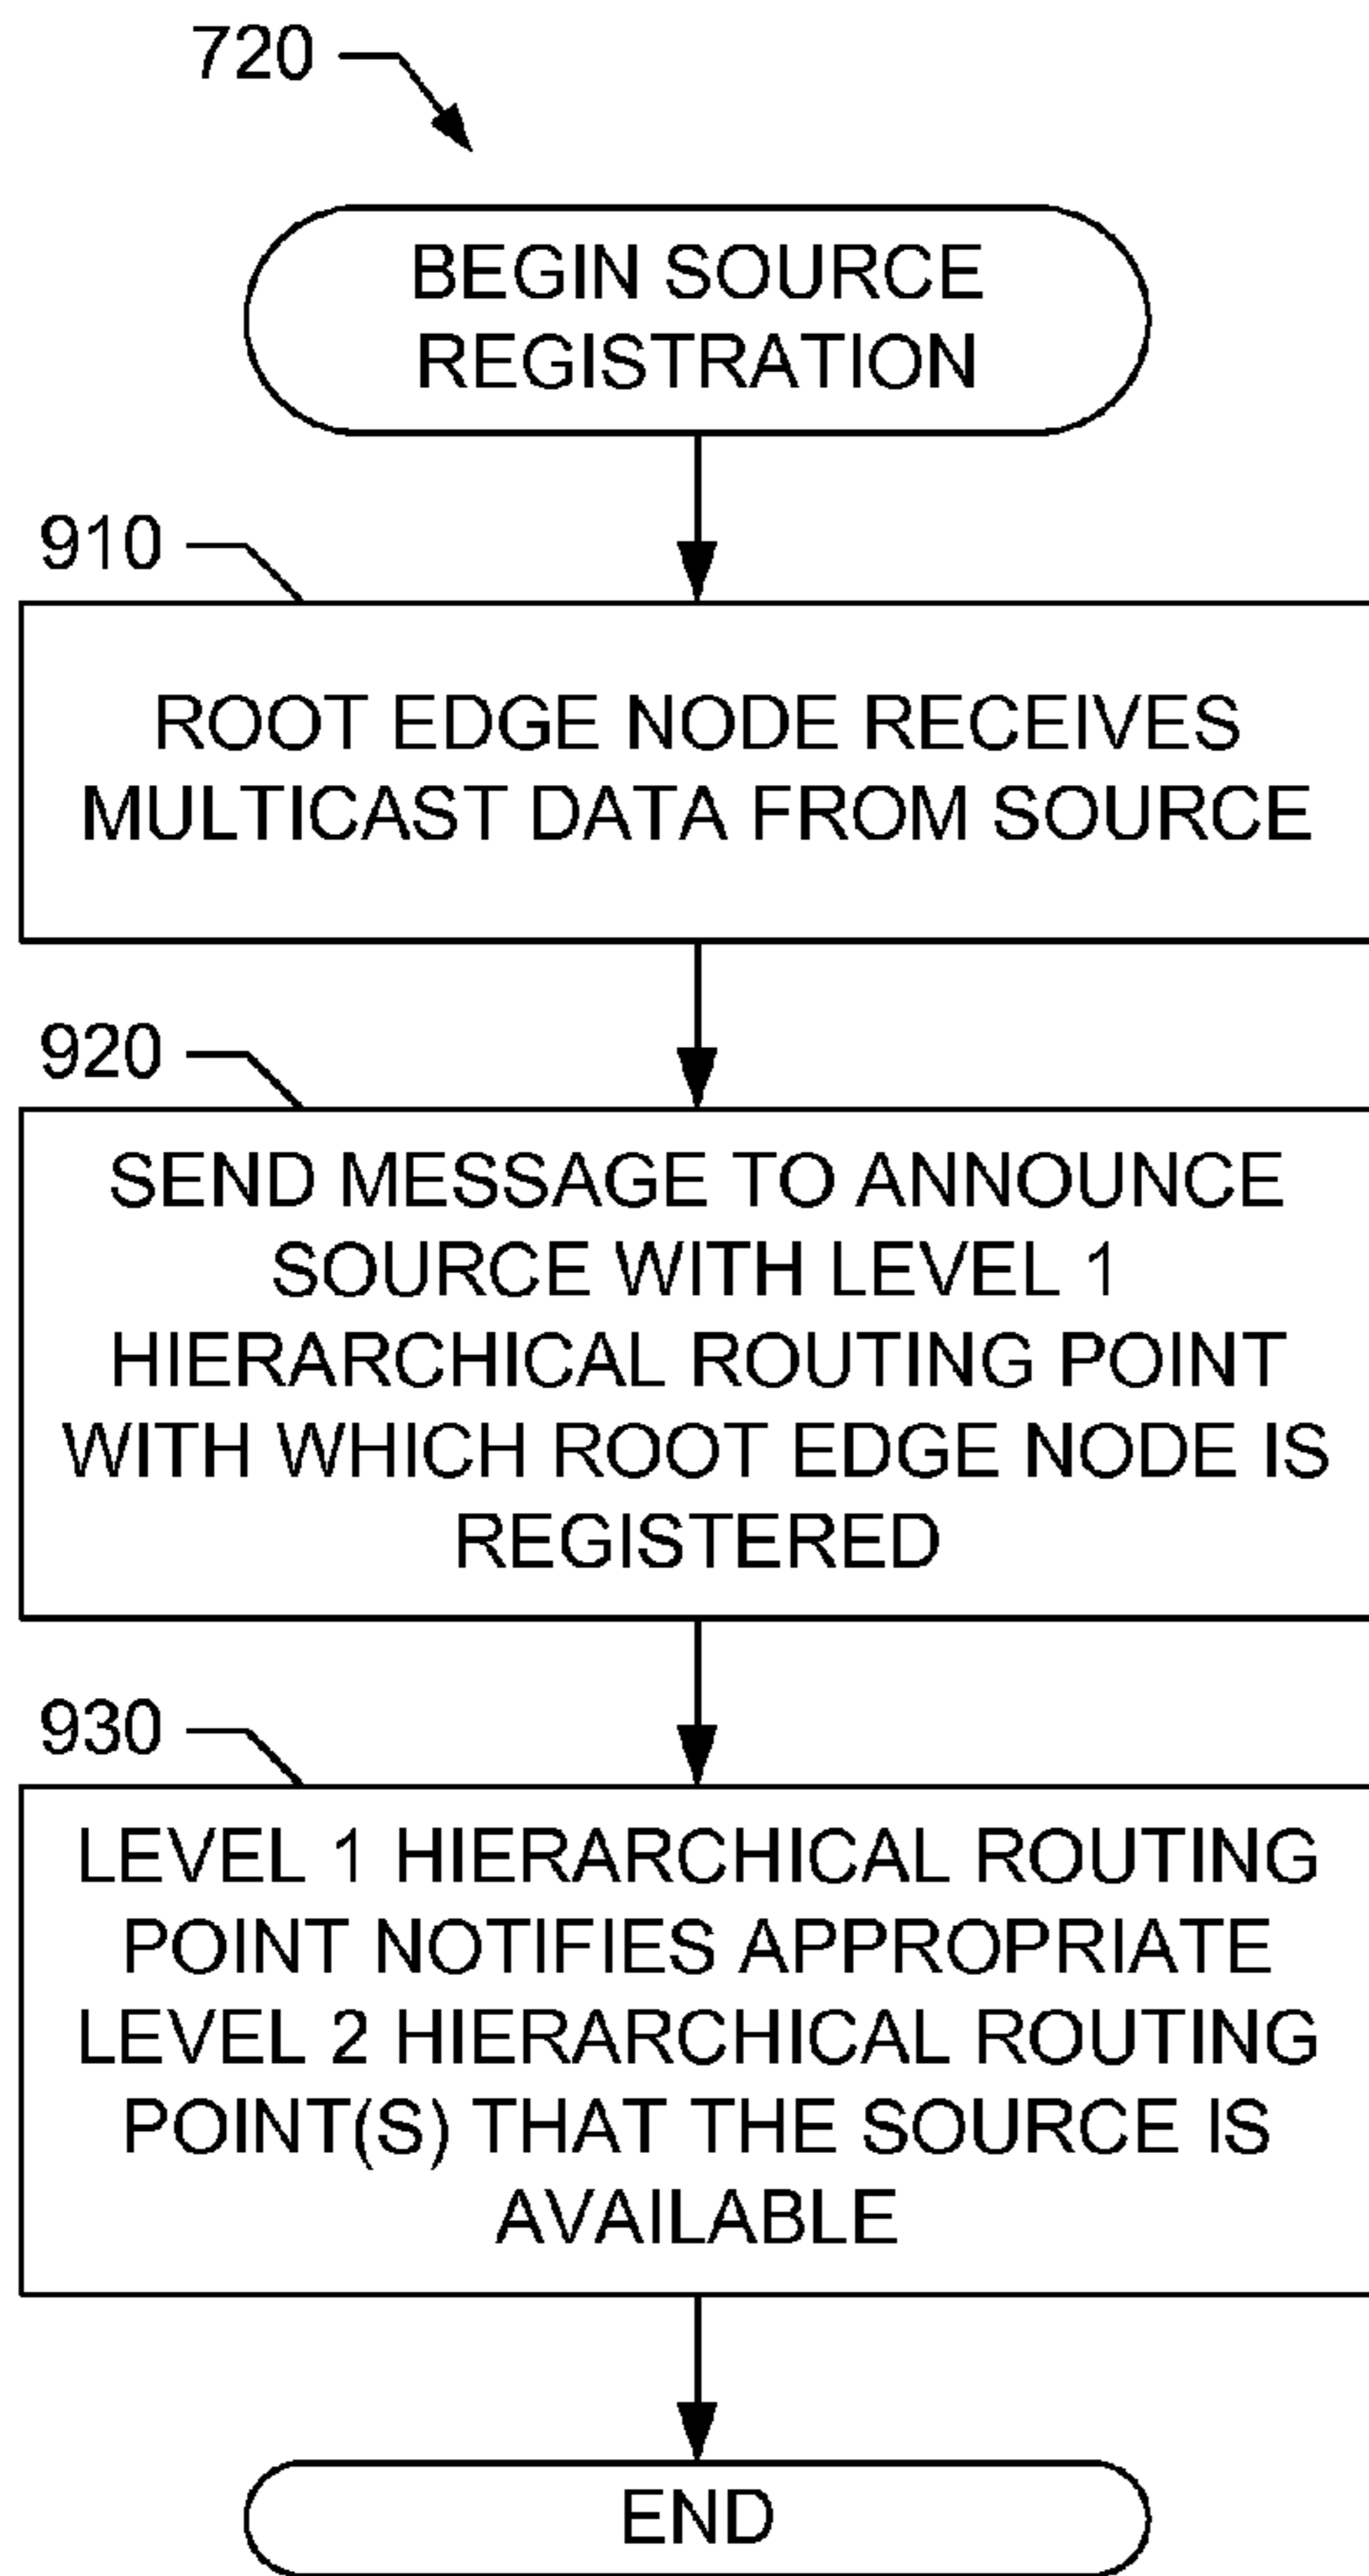 720
BEGIN SOURCE
REGISTRATION
910
ROOT EDGE NODE RECEIVES
MULTICAST DATA FROM SOURCE
920
SEND MESSAGE TO ANNOUNCE
SOURCE WITH LEVEL 1
HIERARCHICAL ROUTING POINT
WITH WHICH ROOT EDGE NODE IS
REGISTERED
930
LEVEL 1 HIERARCHICAL ROUTING
POINT NOTIFIES APPROPRIATE
LEVEL 2 HIERARCHICAL ROUTING
POINT(S) THAT THE SOURCE IS
AVAILABLE
END